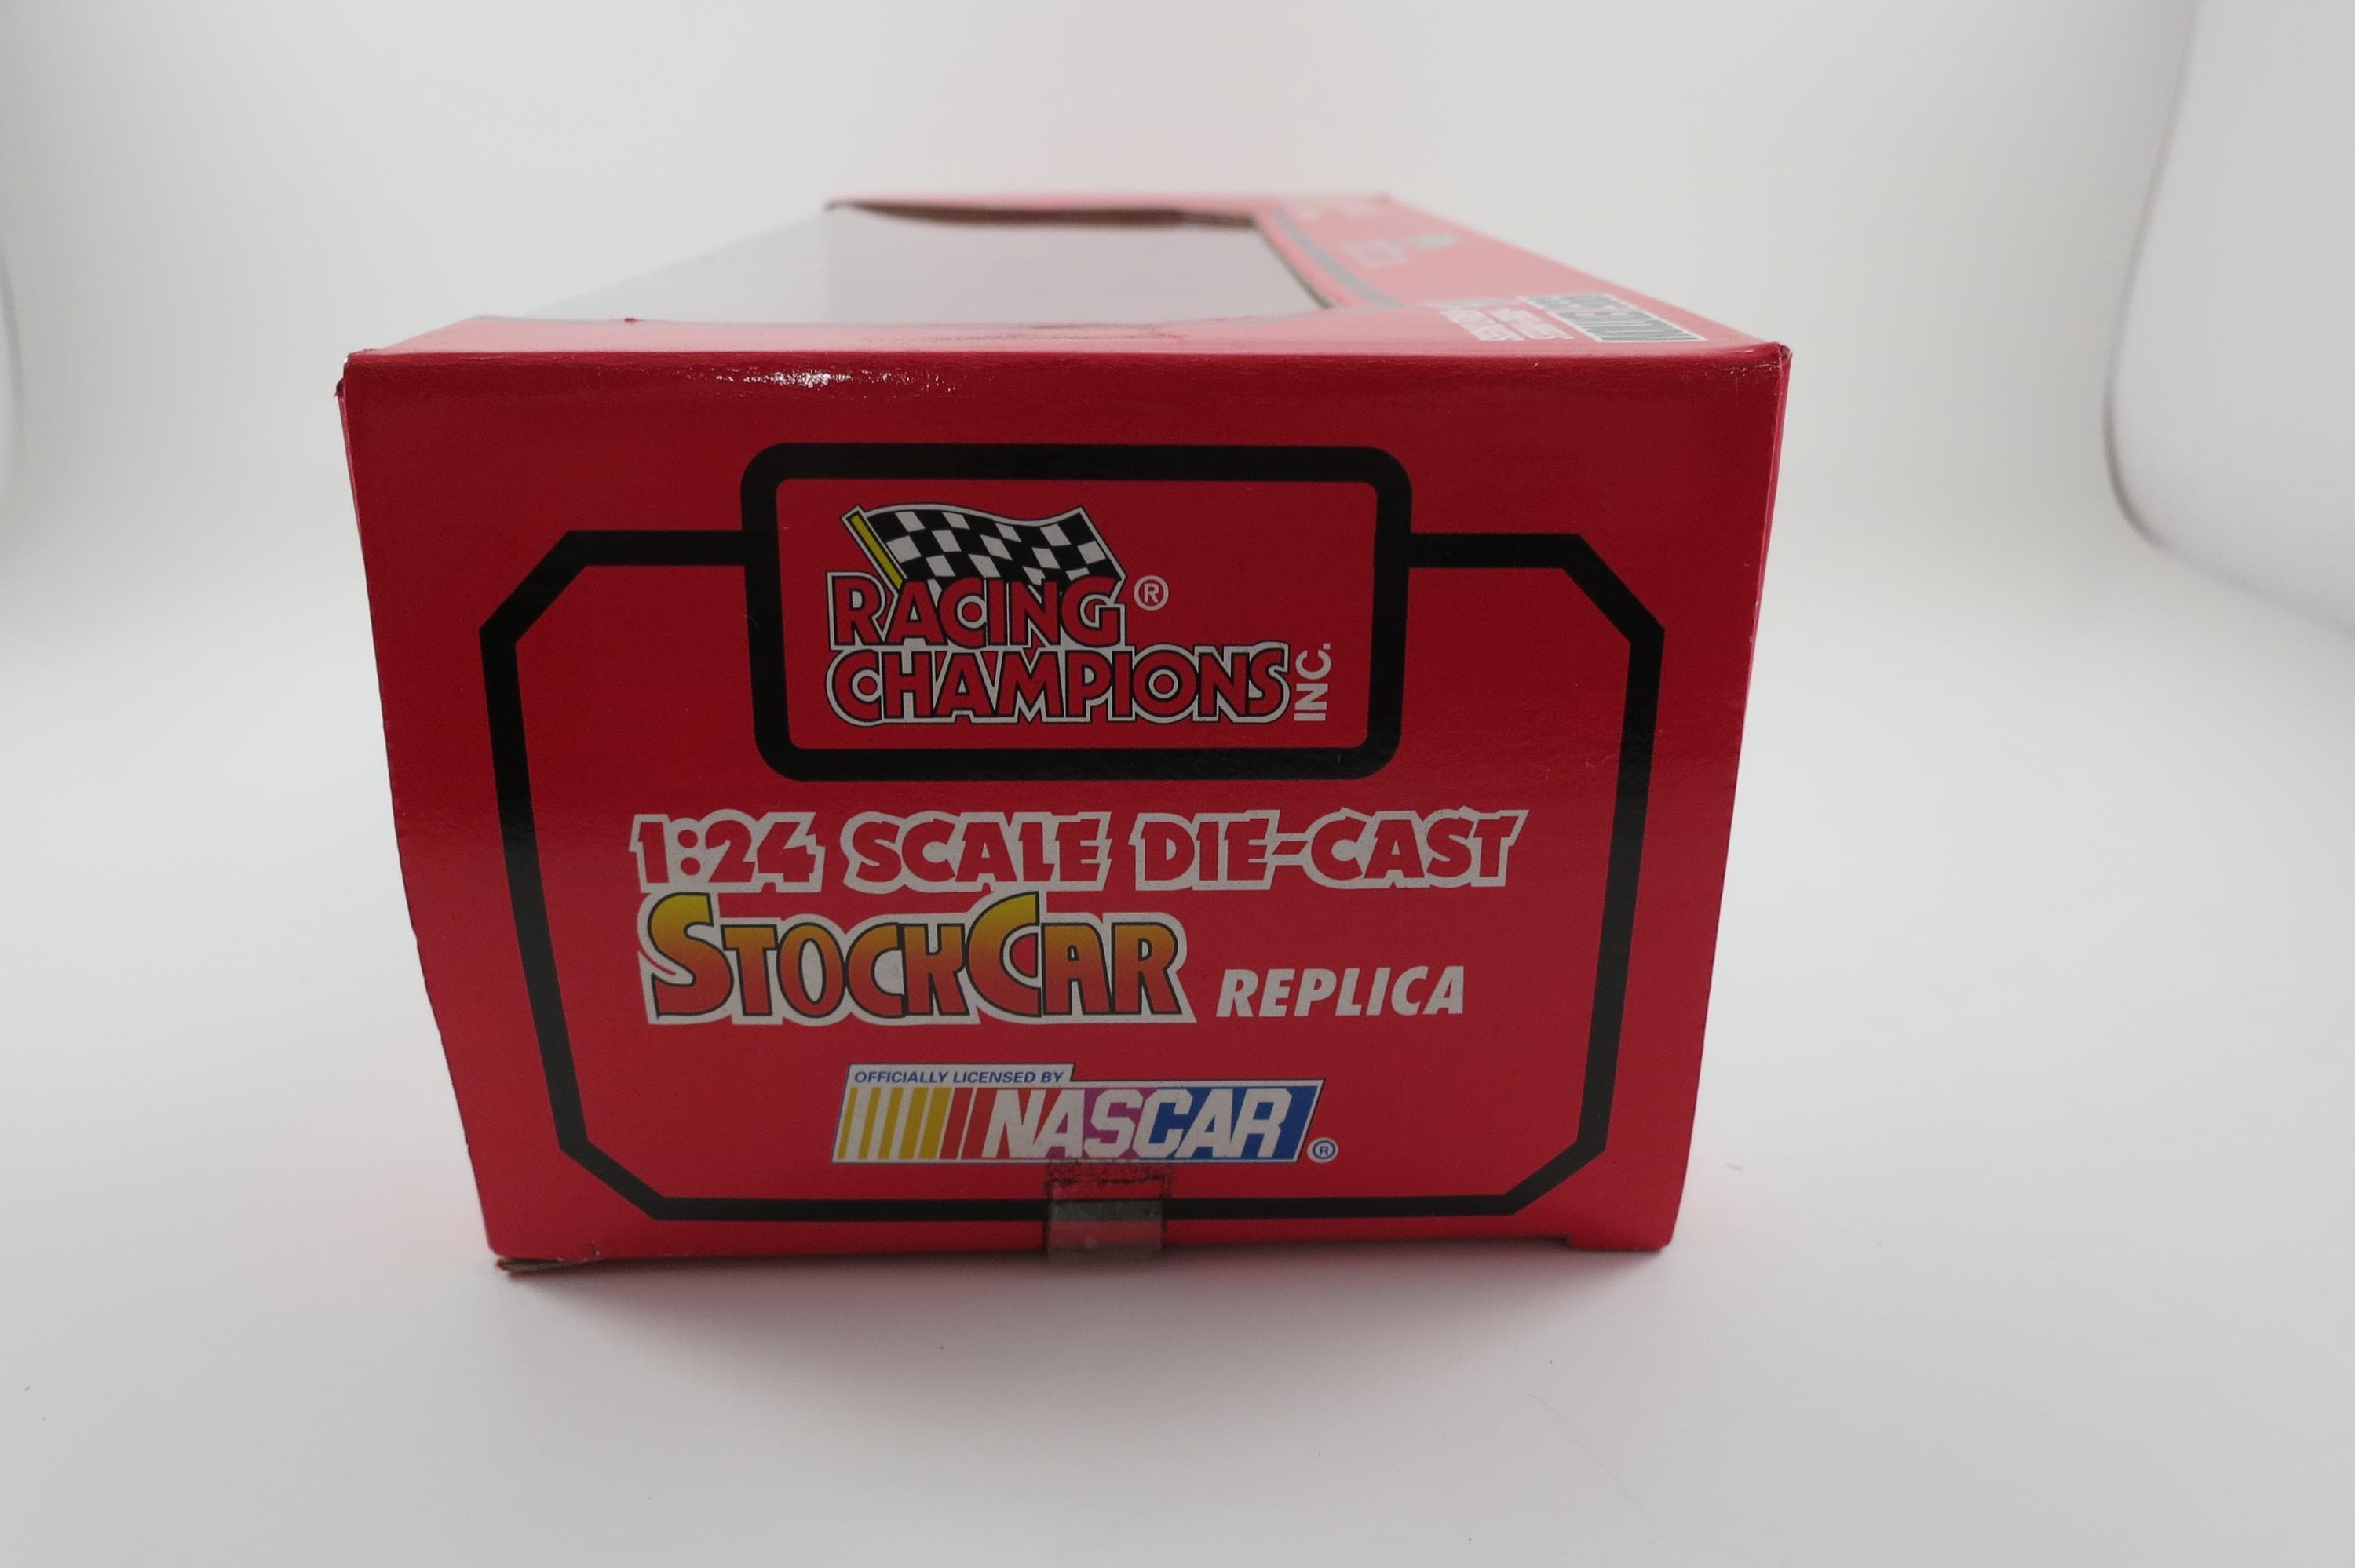 RACING ®
CHAMPIONS INC.
1:24 SCALE DIE-CAST
STOCKCAR REPLICA
OFFICIALLY LICENSED BY
NASCAR ®